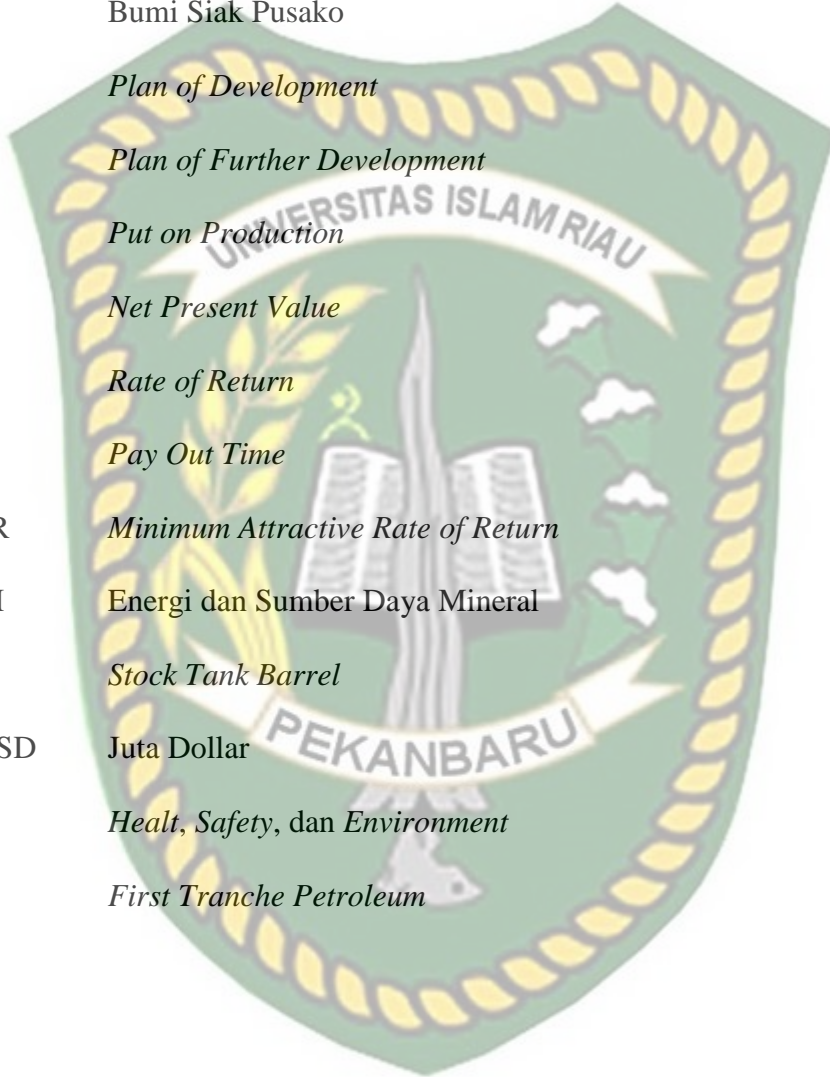 Bumi Siak Pusako
Plan of Development
Plan of Further Development
UNIVERSITAS ISLAM RIAU
Put on Production
Net Present Value
Rate of Return
Pay Out Time
R Minimum Attractive Rate of Return
I Energi dan Sumber Daya Mineral
Stock Tank Barrel
SD Juta Dollar
PEKANBARU
Healt, Safety, dan Environment
First Tranche Petroleum